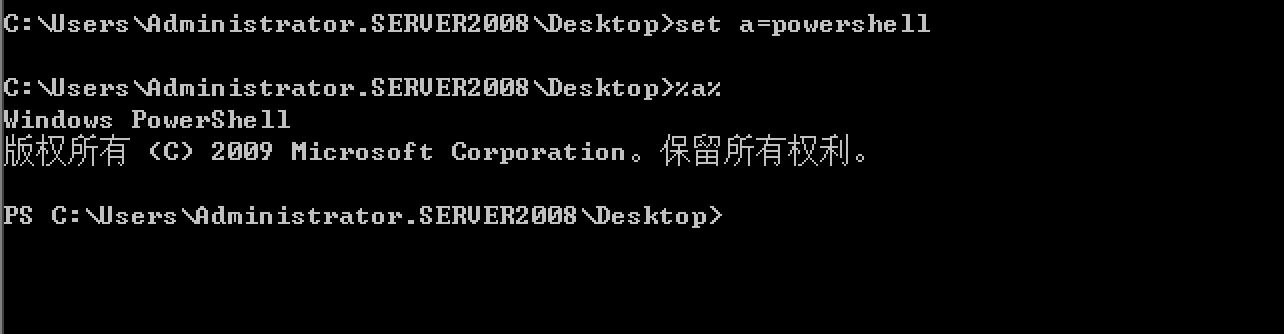 C:\Users\Administrator.SERVER2008\Desktop>set a=powershell
C:\Users\Administrator.SERVER2008\Desktop>%a%
Windows PowerShell
版权所有 (C) 2009 Microsoft Corporation。保留所有权利。
PS C:\Users\Administrator.SERVER2008\Desktop>